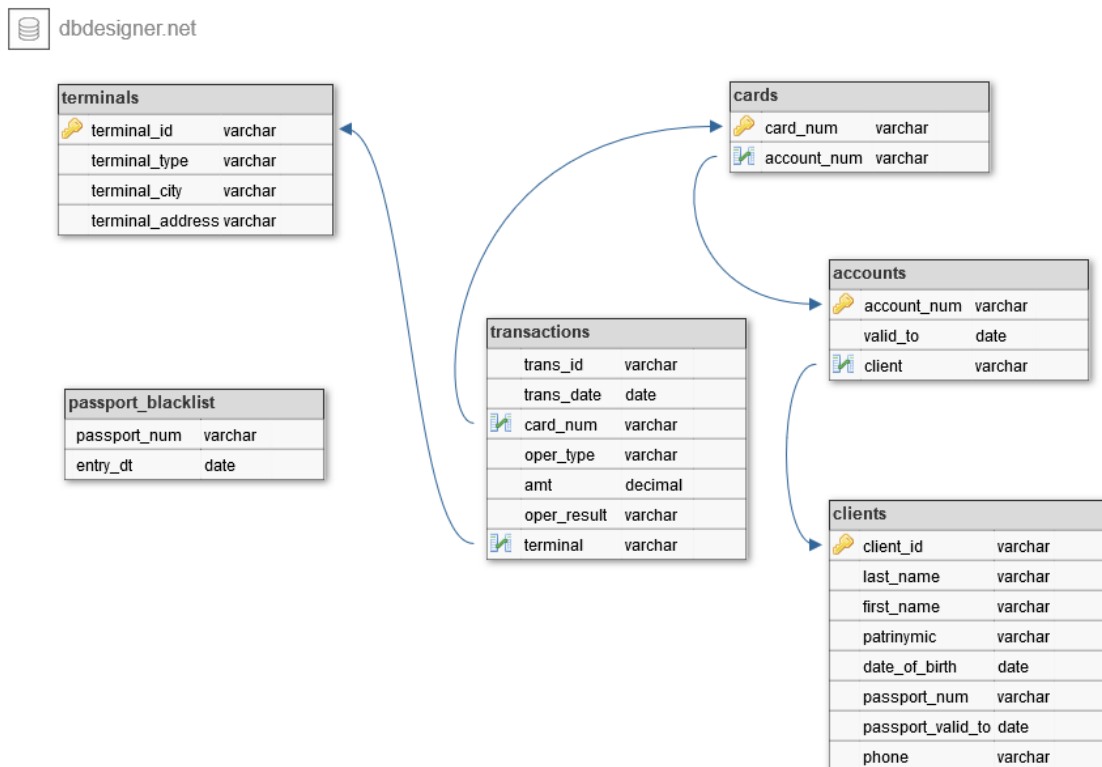 dbdesigner.net
terminals
terminal_id varchar
terminal_type varchar
terminal_city varchar
terminal_address varchar
cards
card_num varchar
account_num varchar
accounts
account_num varchar
valid_to date
client varchar
transactions
trans_id varchar
trans_date date
card_num varchar
oper_type varchar
amt decimal
oper_result varchar
terminal varchar
passport_blacklist
passport_num varchar
entry_dt date
clients
client_id varchar
last_name varchar
first_name varchar
patrinymic varchar
date_of_birth date
passport_num varchar
passport_valid_to date
phone varchar